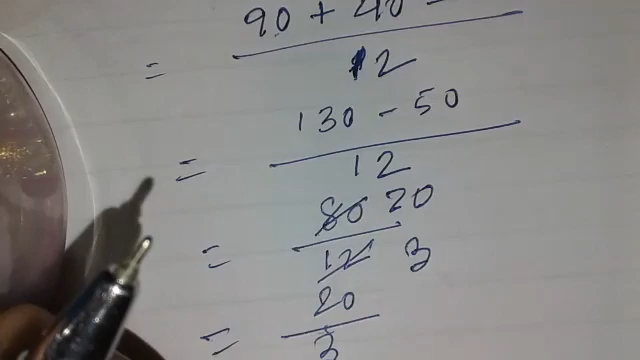 90 + 40 -
= 12
130 - 50
= 12
80 20
= 12 3
20
= 3